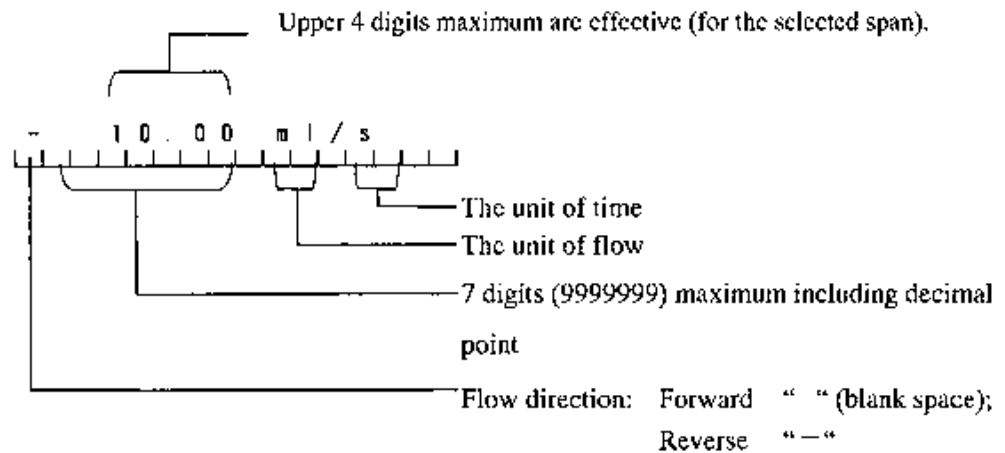 Upper 4 digits maximum are effective (for the selected span).
- 10.00 ml/s
The unit of time
The unit of flow
7 digits (9999999) maximum including decimal
point
Flow direction: Forward “ “ (blank space);
Reverse “—“